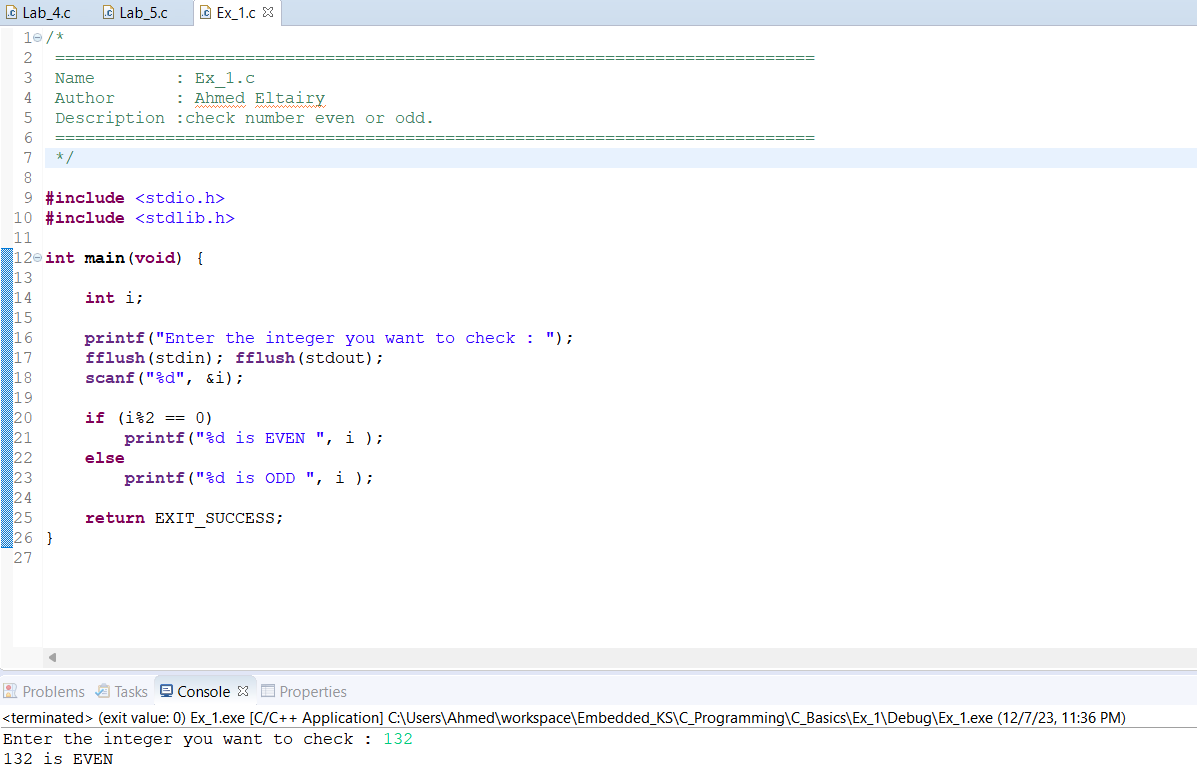 Lab_4.c Lab_5.c Ex_1.c
1 /*
2 ============================================================================
3 Name        : Ex_1.c
4 Author      : Ahmed Eltairy
5 Description :check number even or odd.
6 ============================================================================
7 */
8
9 #include <stdio.h>
10 #include <stdlib.h>
11
12 int main(void) {
13
14     int i;
15
16     printf("Enter the integer you want to check : ");
17     fflush(stdin); fflush(stdout);
18     scanf("%d", &i);
19
20     if (i%2 == 0)
21         printf("%d is EVEN ", i );
22     else
23         printf("%d is ODD ", i );
24
25     return EXIT_SUCCESS;
26 }
27
Problems Tasks Console Properties
<terminated> (exit value: 0) Ex_1.exe [C/C++ Application] C:\Users\Ahmed\workspace\Embedded_KS\C_Programming\C_Basics\Ex_1\Debug\Ex_1.exe (12/7/23, 11:36 PM)
Enter the integer you want to check : 132
132 is EVEN